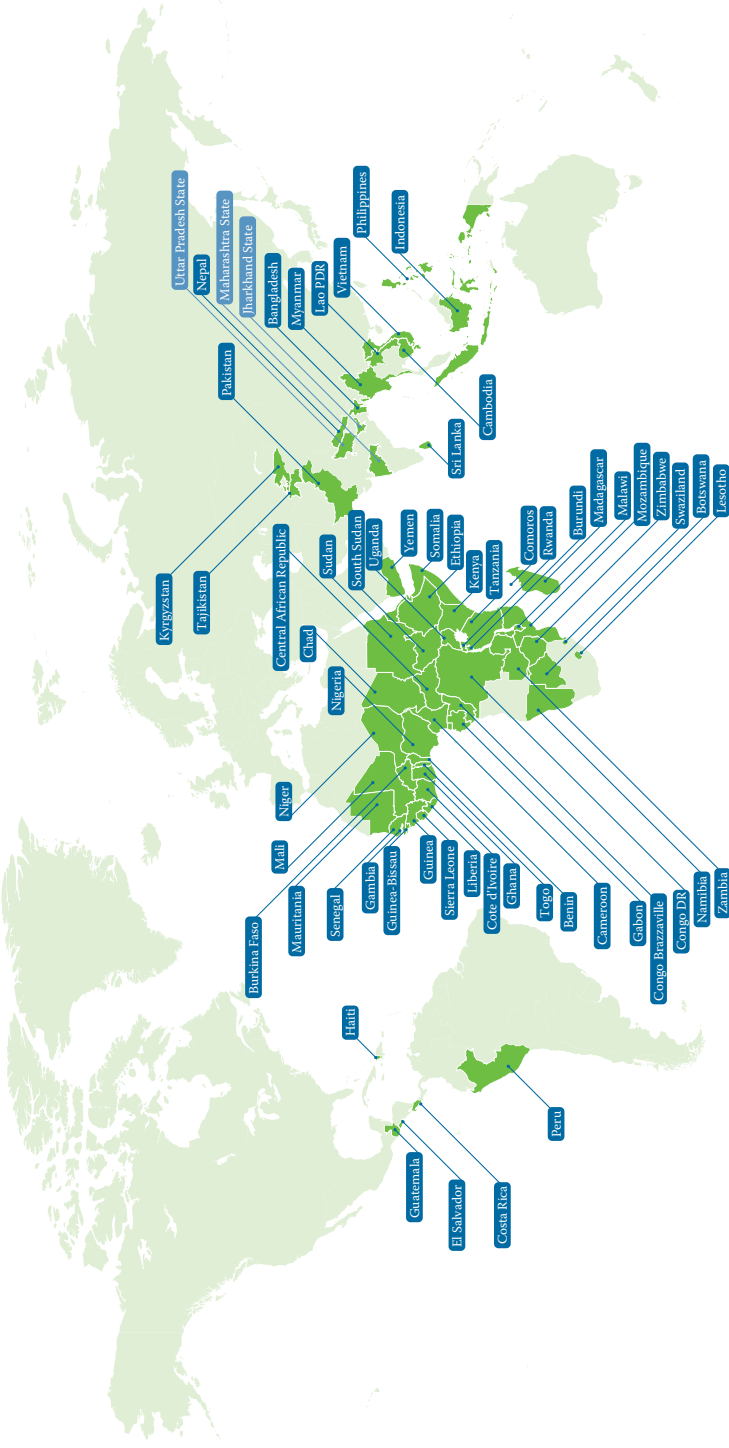 Uttar Pradesh State
Nepal
Maharashtra State
Jharkhand State
Bangladesh
Myanmar
Lao PDR
Vietnam
Philippines
Indonesia
Pakistan
Cambodia
Sri Lanka
Kyrgyzstan
Tajikistan
Central African Republic
Chad
Nigeria
Sudan
South Sudan
Uganda
Yemen
Somalia
Ethiopia
Kenya
Tanzania
Comoros
Rwanda
Burundi
Madagascar
Malawi
Mozambique
Zimbabwe
Swaziland
Botswana
Lesotho
Niger
Mali
Burkina Faso
Mauritania
Senegal
Gambia
Guinea-Bissau
Guinea
Sierra Leone
Liberia
Cote d'Ivoire
Ghana
Togo
Benin
Cameroon
Gabon
Congo Brazzaville
Congo DR
Namibia
Zambia
Haiti
Peru
Guatemala
El Salvador
Costa Rica